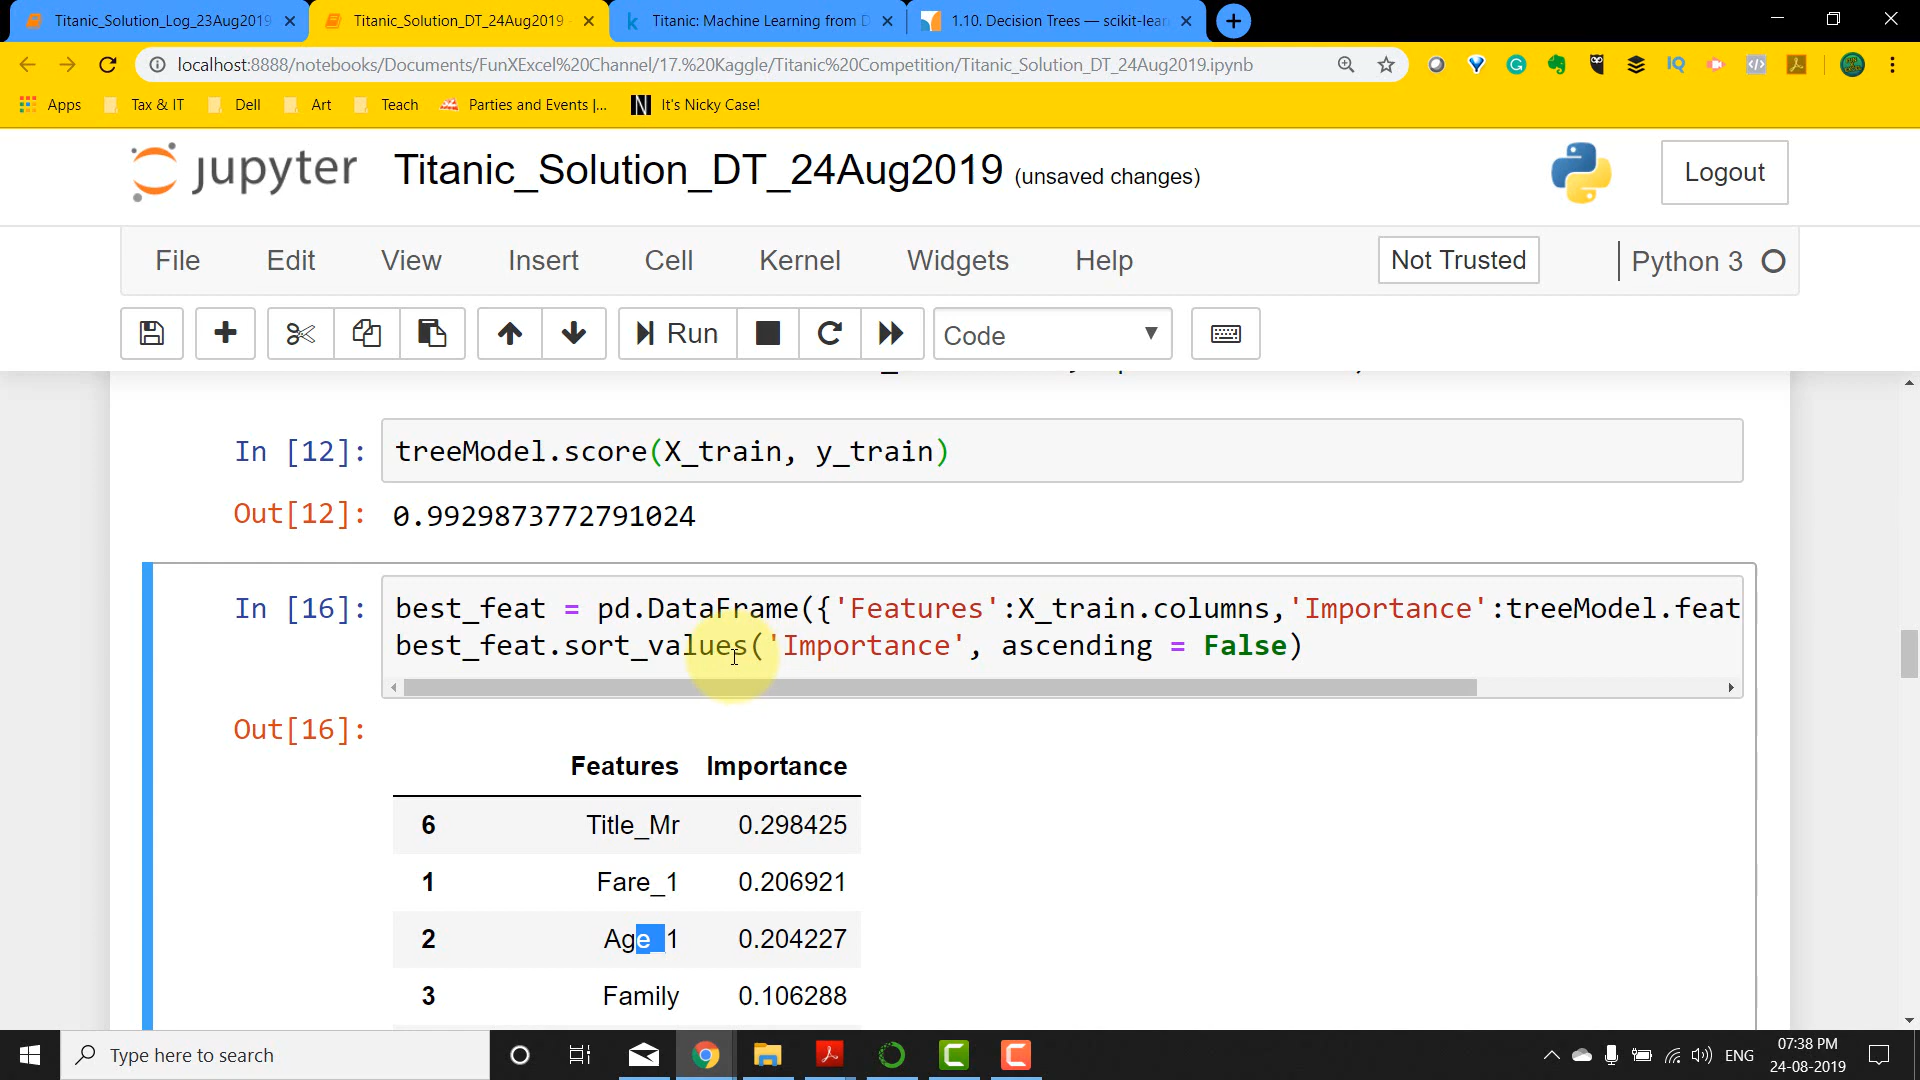 Titanic_Solution_Log_23Aug2019
Titanic_Solution_DT_24Aug2019
Titanic: Machine Learning from D
1.10. Decision Trees — scikit-lear
localhost:8888/notebooks/Documents/FunXExcel%20Channel/17.%20Kaggle/Titanic%20Competition/Titanic_Solution_DT_24Aug2019.ipynb
Apps
Tax & IT
Dell
Art
Teach
Parties and Events |...
It's Nicky Case!
jupyter
Titanic_Solution_DT_24Aug2019 (unsaved changes)
Logout
File Edit View Insert Cell Kernel Widgets Help
Not Trusted
Python 3
Run
Code
In [12]: treeModel.score(X_train, y_train)
Out[12]: 0.9929873772791024
In [16]: best_feat = pd.DataFrame({'Features':X_train.columns,'Importance':treeModel.feat
best_feat.sort_values('Importance', ascending = False)
Out[16]:
Features Importance
6 Title_Mr 0.298425
1 Fare_1 0.206921
2 Age_1 0.204227
3 Family 0.106288
Type here to search
ENG
07:38 PM
24-08-2019